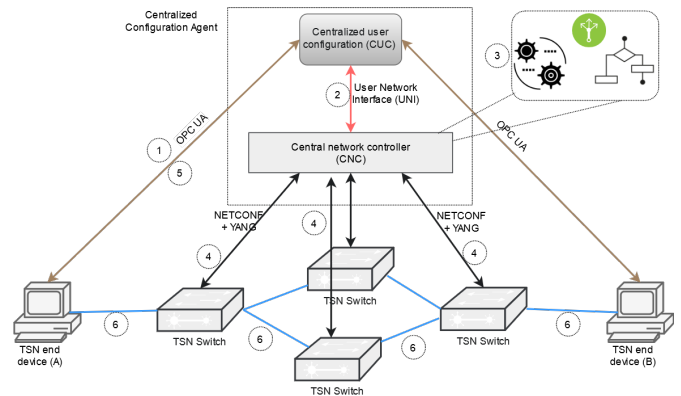 Centralized
Configuration Agent
Centralized user
configuration (CUC)
3
2
User Network
Interface (UNI)
1
OPC UA
OPC UA
5
Central network controller
(CNC)
NETCONF
+ YANG
4
NETCONF
+ YANG
4
4
TSN Switch
6
6
TSN end
device (A)
TSN Switch
6
6
TSN Switch
TSN end
device (B)
TSN Switch